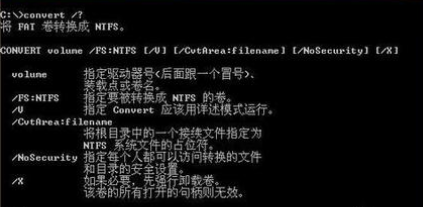 C:\>convert /?
将 FAT 卷转换成 NTFS。
CONVERT volume /FS:NTFS [/V] [/CvtArea:filename] [/NoSecurity] [/X]
volume 指定驱动器号(后面跟一个冒号)、
装载点或卷名。
/FS:NTFS 指定要被转换成 NTFS 的卷。
/V 指定 Convert 应该用详述模式运行。
/CvtArea:filename
将根目录中的一个接续文件指定为
NTFS 系统文件的占位符。
/NoSecurity 指定每个人都可以访问转换的文件
和目录的安全设置。
/X 如果必要，先强行卸载卷。
该卷的所有打开的句柄则无效。